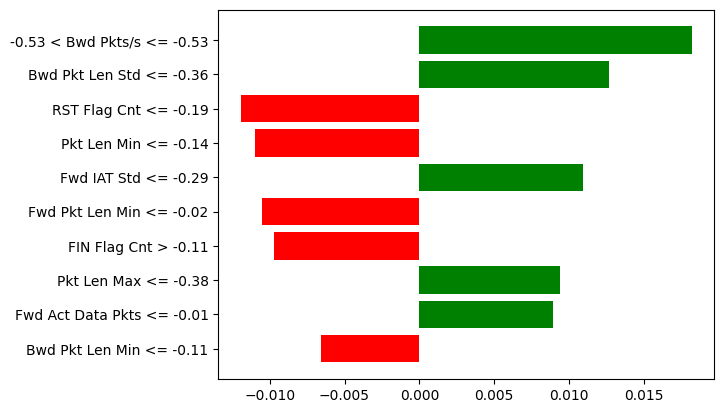 -0.53 < Bwd Pkts/s <= -0.53
Bwd Pkt Len Std <= -0.36
RST Flag Cnt <= -0.19
Pkt Len Min <= -0.14
Fwd IAT Std <= -0.29
Fwd Pkt Len Min <= -0.02
FIN Flag Cnt > -0.11
Pkt Len Max <= -0.38
Fwd Act Data Pkts <= -0.01
Bwd Pkt Len Min <= -0.11
−0.010 −0.005 0.000 0.005 0.010 0.015